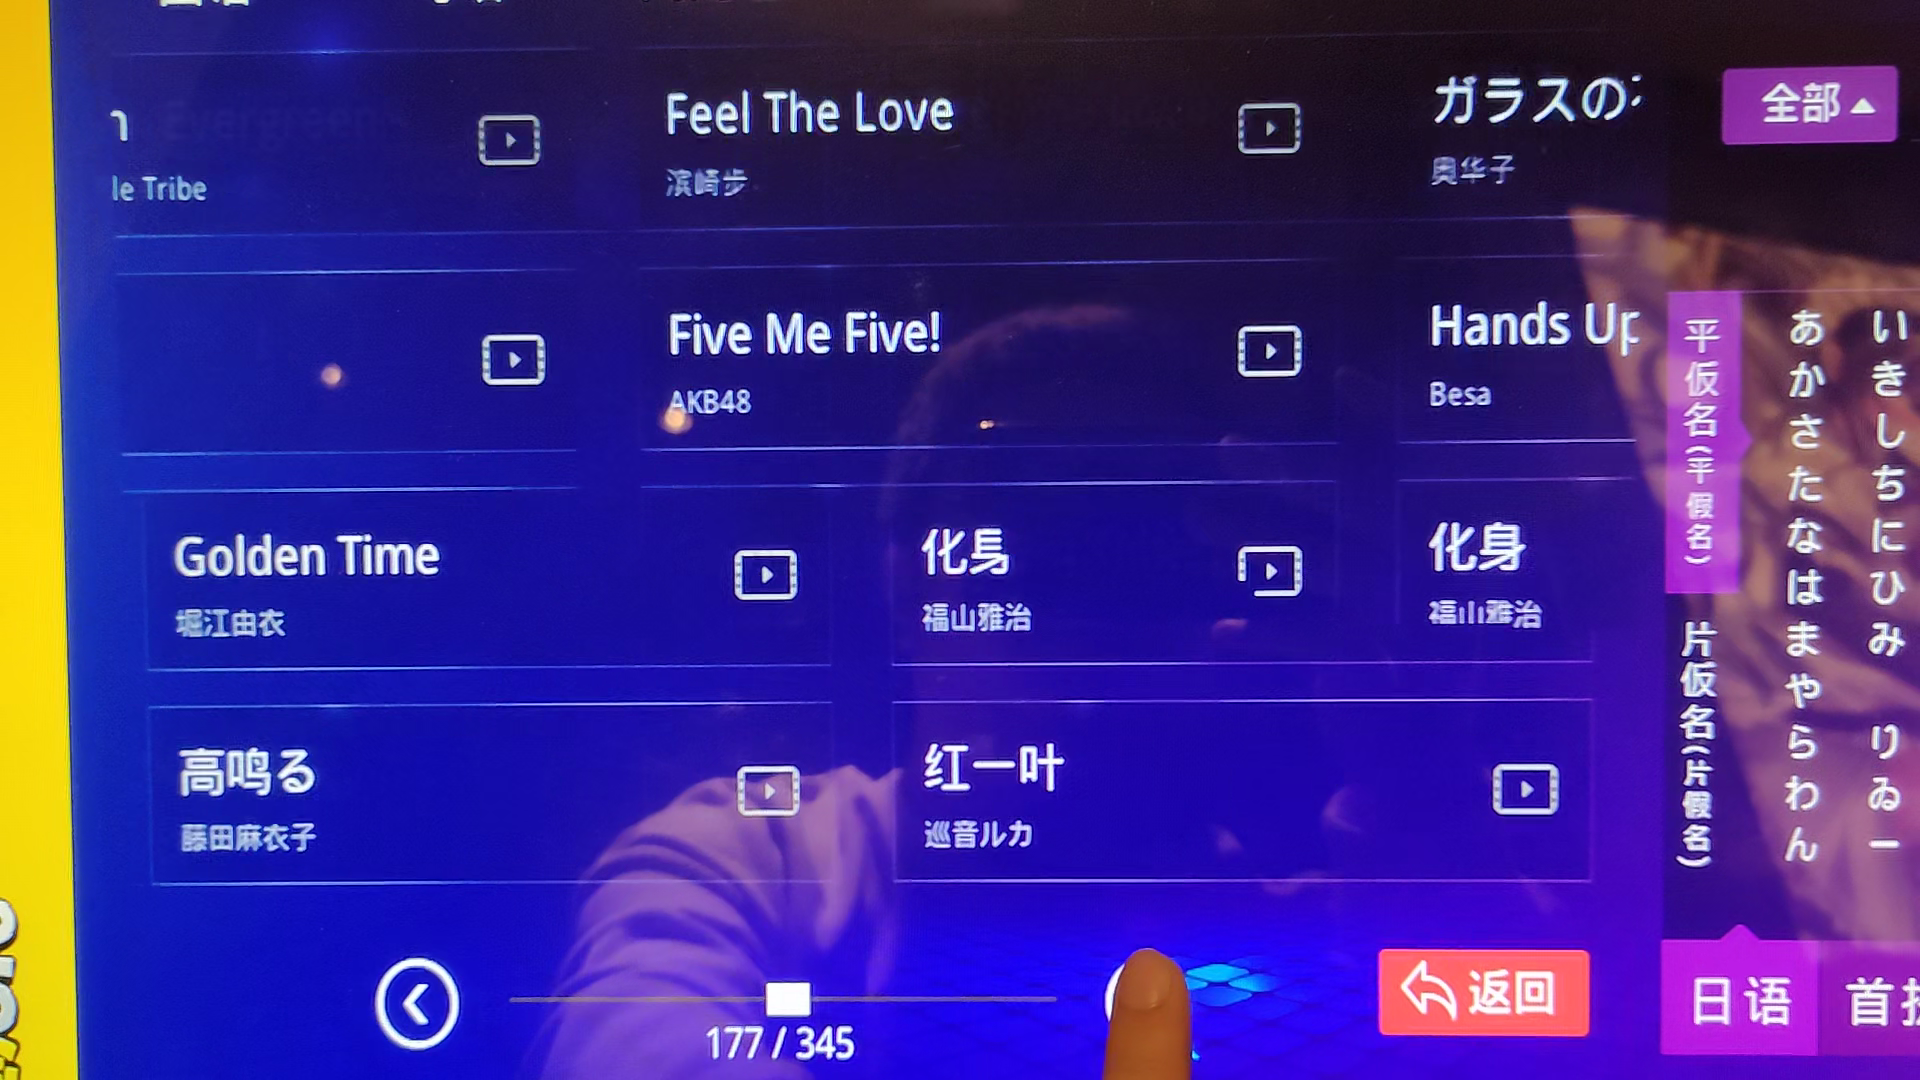 Feel The Love
滨崎步
ガラスの
奥华子
全部
le Tribe
Five Me Five!
AKB48
Hands Up
Besa
Golden Time
堀江由衣
化身
福山雅治
化身
福山雅治
高鸣る
藤田麻衣子
红一叶
巡音ルカ
平仮名(平假名)
片仮名(片假名)
あかさたなはまやらわん
いきしちにひみ りゐー
177 / 345
返回
日语
首